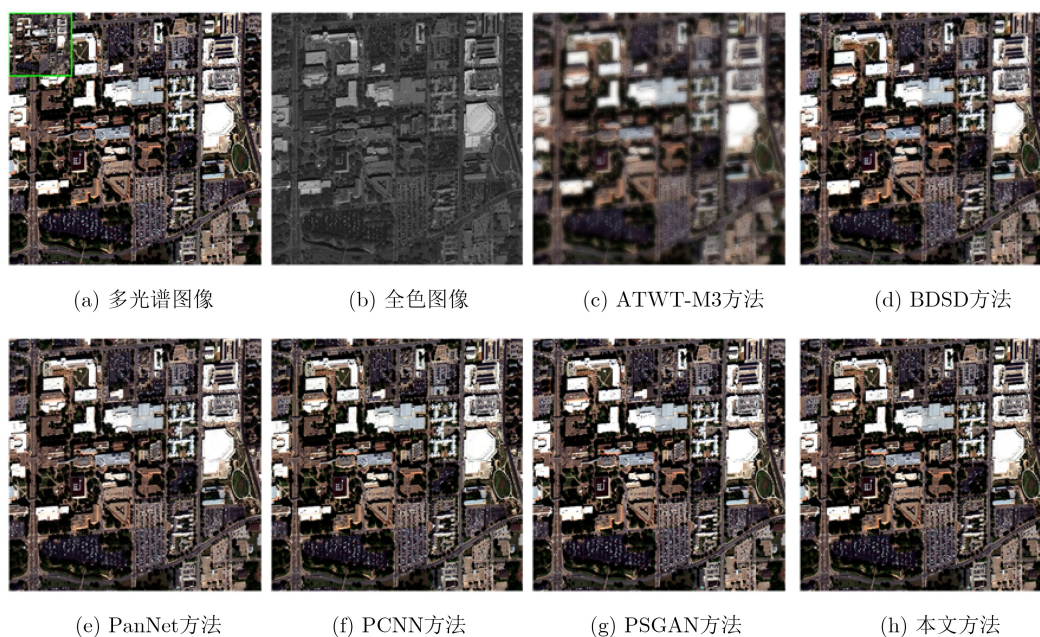 (a) 多光谱图像 (b) 全色图像 (c) ATWT-M3方法 (d) BDSD方法
(e) PanNet方法 (f) PCNN方法 (g) PSGAN方法 (h) 本文方法